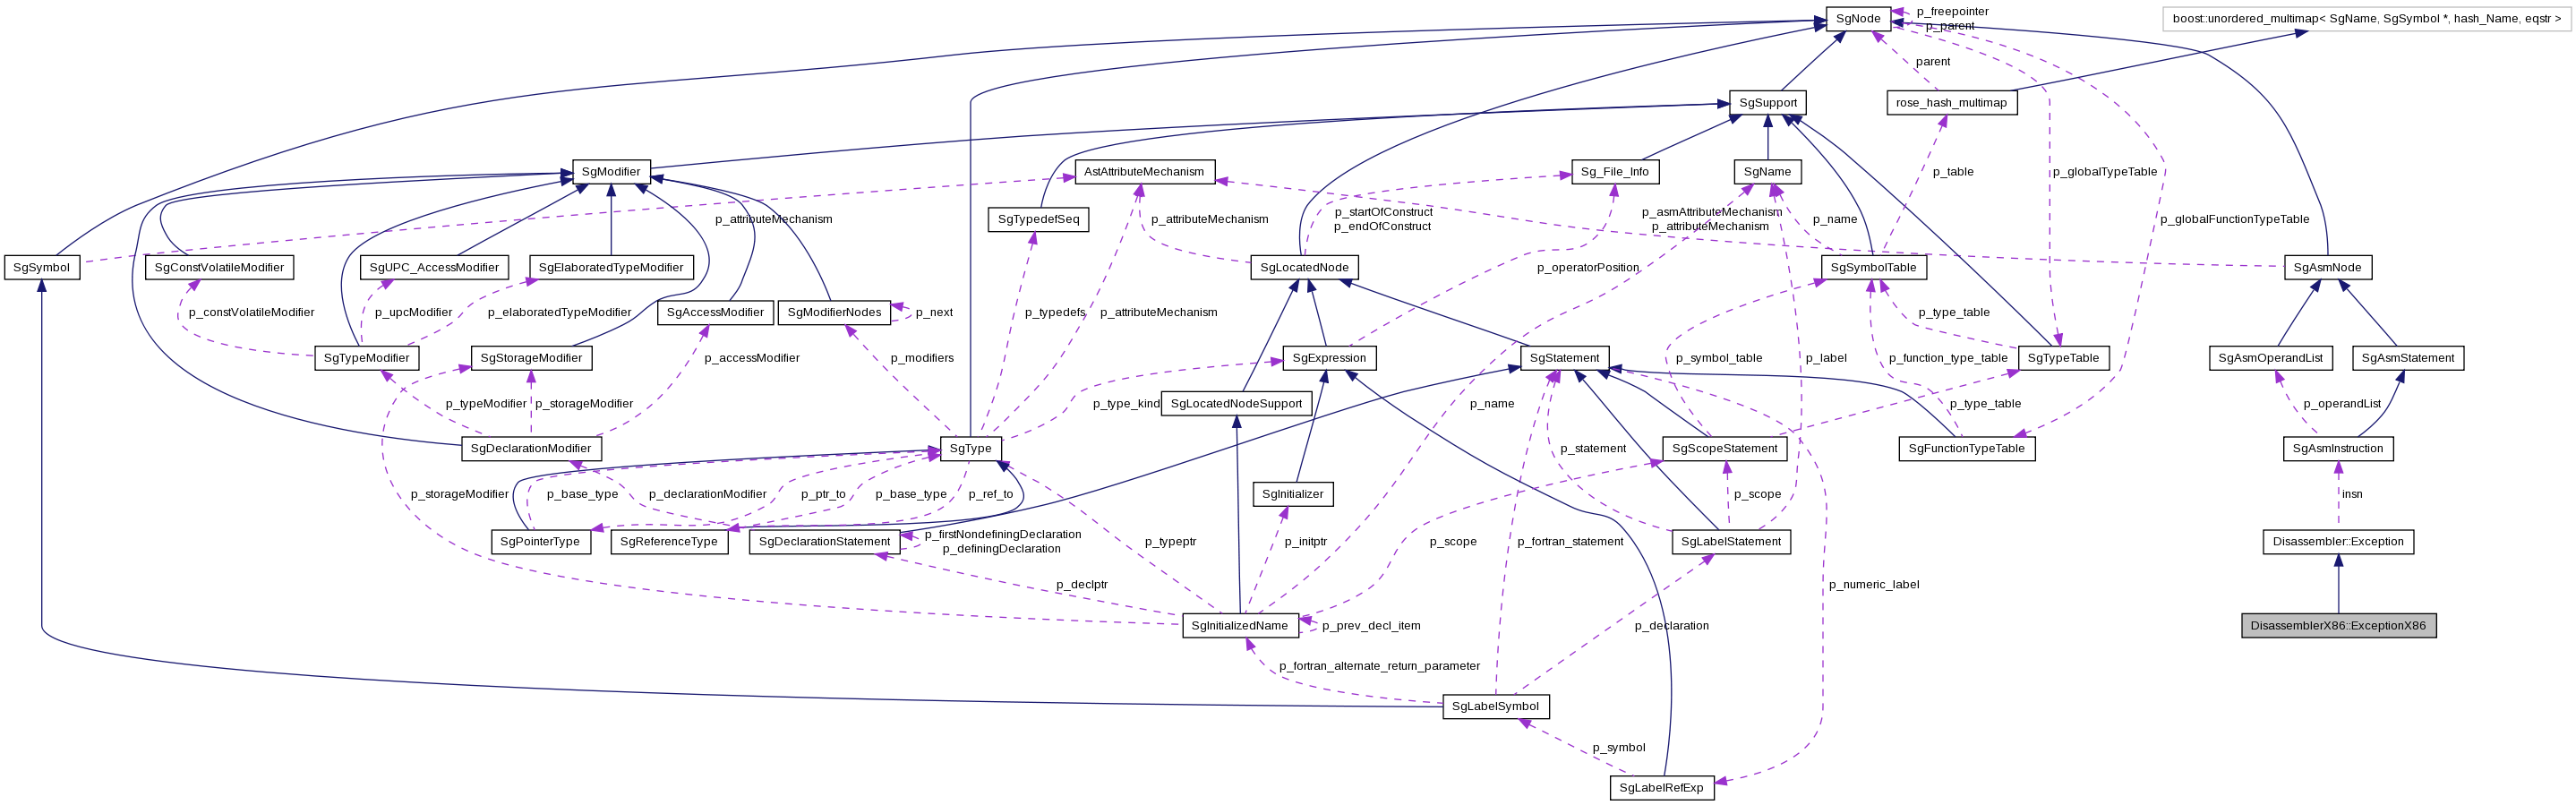 SgNode
p_freepointer
p_parent
boost::unordered_multimap< SgName, SgSymbol *, hash_Name, eqstr >
parent
SgSupport
rose_hash_multimap
SgModifier
AstAttributeMechanism
Sg_File_Info
SgName
p_table
p_globalTypeTable
SgTypedefSeq
p_attributeMechanism
p_attributeMechanism
p_startOfConstruct
p_endOfConstruct
p_asmAttributeMechanism
p_attributeMechanism
p_name
p_globalFunctionTypeTable
SgSymbol
SgConstVolatileModifier
SgUPC_AccessModifier
SgElaboratedTypeModifier
SgLocatedNode
p_operatorPosition
SgSymbolTable
SgAsmNode
p_constVolatileModifier
p_upcModifier
p_elaboratedTypeModifier
SgAccessModifier
SgModifierNodes
p_next
p_typedefs
p_attributeMechanism
p_type_table
SgTypeModifier
SgStorageModifier
p_accessModifier
p_modifiers
SgExpression
SgStatement
p_symbol_table
p_label
p_function_type_table
SgTypeTable
SgAsmOperandList
SgAsmStatement
p_typeModifier
p_storageModifier
p_type_kind
SgLocatedNodeSupport
p_name
p_type_table
p_operandList
SgDeclarationModifier
SgType
p_statement
SgScopeStatement
SgFunctionTypeTable
SgAsmInstruction
p_storageModifier
p_base_type
p_declarationModifier
p_ptr_to
p_base_type
p_ref_to
SgInitializer
p_scope
insn
SgPointerType
SgReferenceType
SgDeclarationStatement
p_firstNondefiningDeclaration
p_definingDeclaration
p_typeptr
p_initptr
p_scope
p_fortran_statement
SgLabelStatement
Disassembler::Exception
p_declptr
p_numeric_label
SgInitializedName
p_prev_decl_item
p_declaration
DisassemblerX86::ExceptionX86
p_fortran_alternate_return_parameter
SgLabelSymbol
p_symbol
SgLabelRefExp